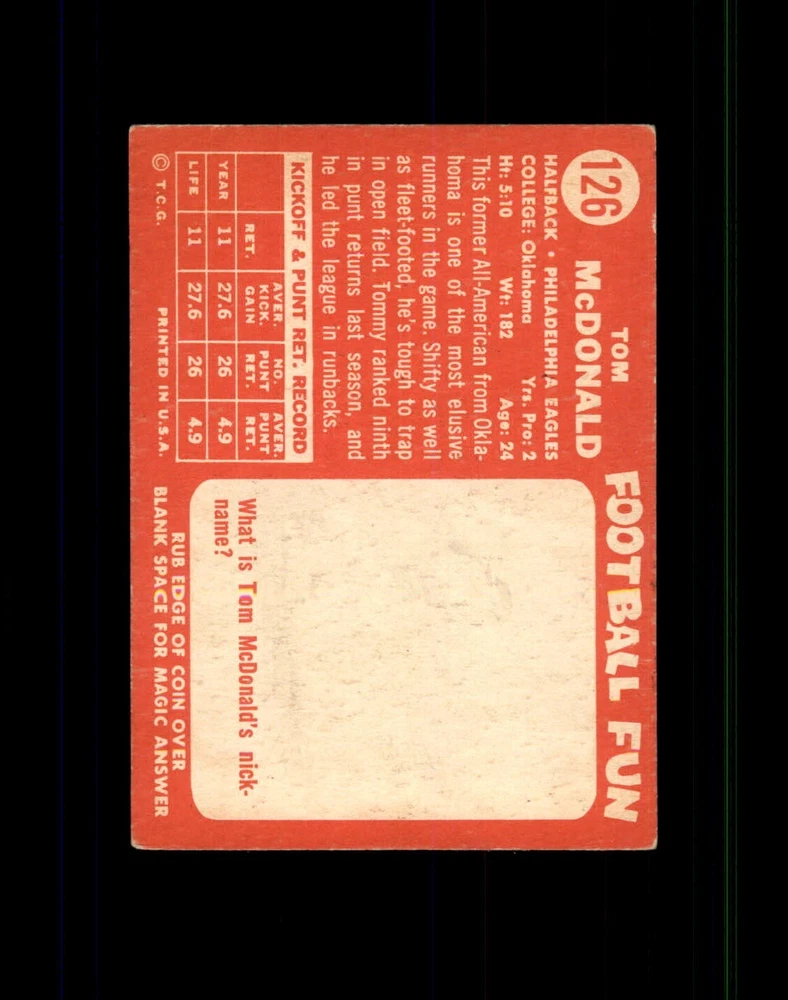 126
TOM
McDONALD
HALFBACK • PHILADELPHIA EAGLES
COLLEGE: Oklahoma Yrs. Pro: 2
Ht: 5:10 Wt: 182 Age: 24
This former All-American from Okla-
homa is one of the most elusive
runners in the game. Shifty as well
as fleet-footed, he's tough to trap
in open field. Tommy ranked ninth
in punt returns last season, and
he led the league in runbacks.
KICKOFF & PUNT RET. RECORD
RET. AVER. KICK. GAIN NO. PUNT RET. AVER. PUNT RET.
YEAR 11 27.6 26 4.9
LIFE 11 27.6 26 4.9
© T.C.G. PRINTED IN U.S.A.
FOOTBALL FUN
What is Tom McDonald's nick-
name?
RUB EDGE OF COIN OVER
BLANK SPACE FOR MAGIC ANSWER